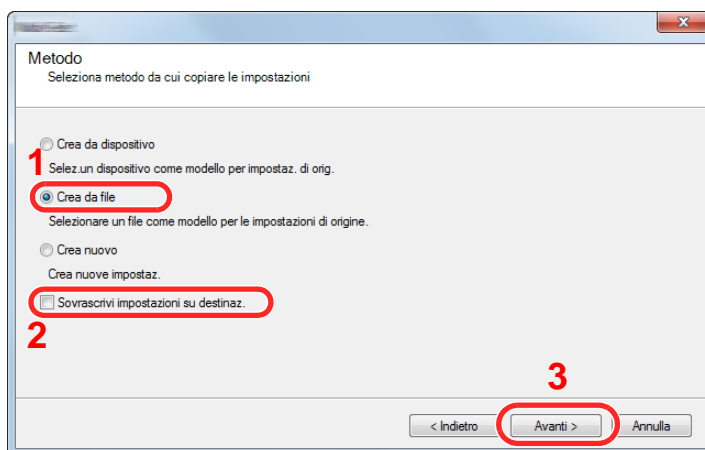 Metodo
Seleziona metodo da cui copiare le impostazioni
Crea da dispositivo
1
Selez.un dispositivo come modello per impostaz. di orig.
Crea da file
Selezionare un file come modello per le impostazioni di origine.
Crea nuovo
Crea nuove impostaz.
Sovrascrivi impostazioni su destinaz.
2
3
< Indietro Avanti > Annulla